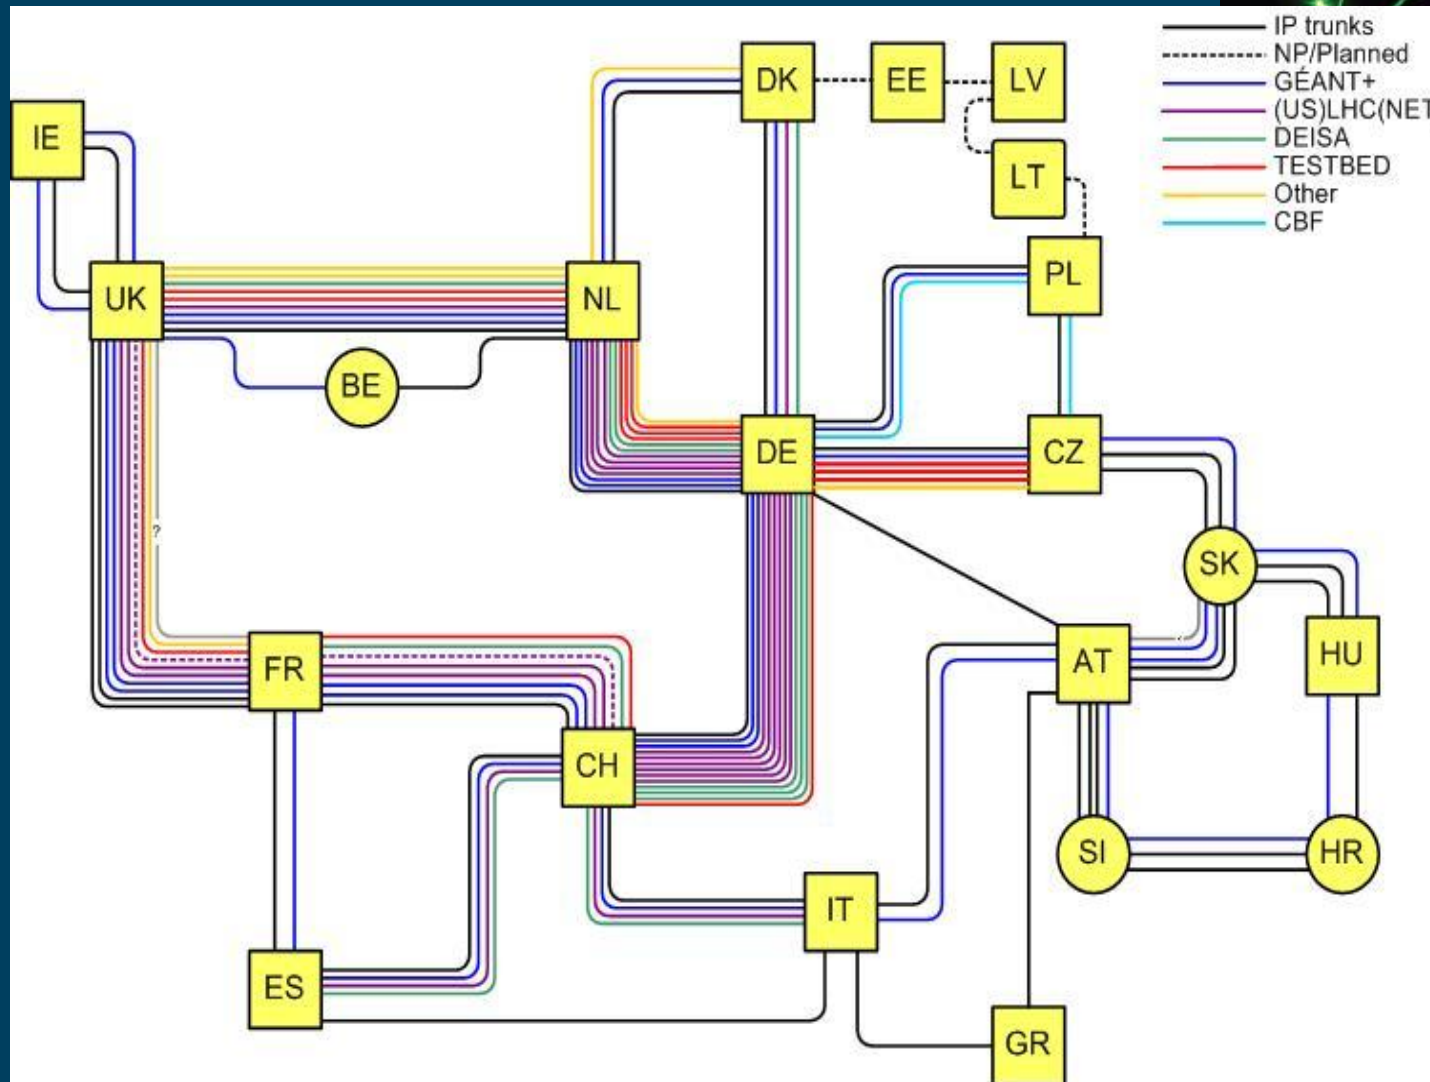 IP trunks
NP/Planned
GÉANT+
(US)LHC(NET
DEISA
TESTBED
Other
CBF
DK
EE
LV
IE
LT
PL
UK
NL
BE
DE
CZ
?
SK
FR
AT
HU
CH
SI
HR
IT
ES
GR